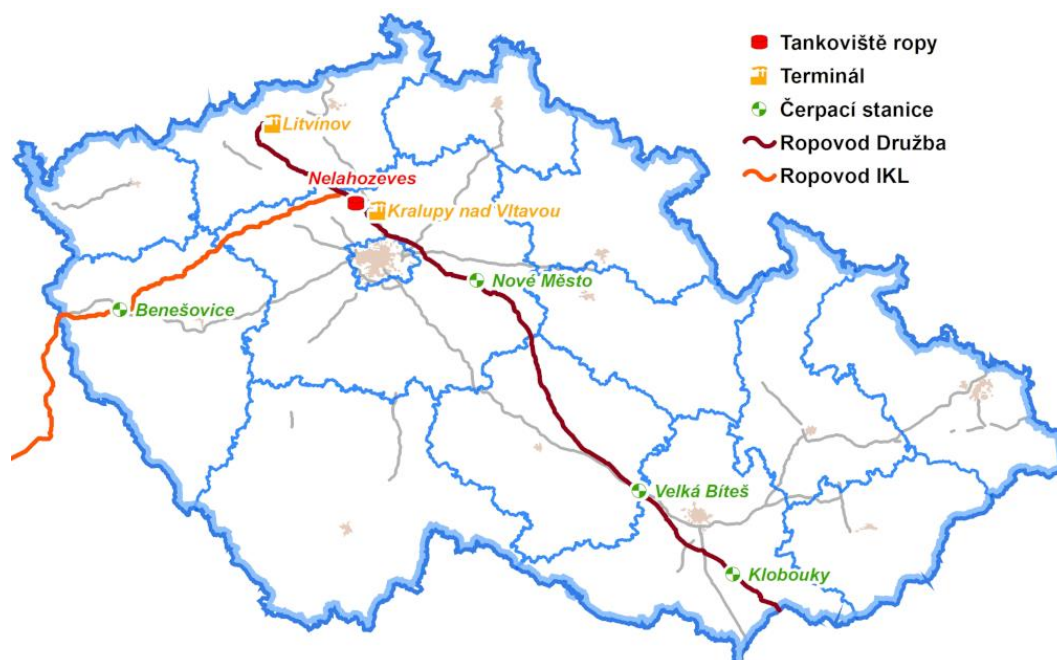 Tankoviště ropy
Terminál
Čerpací stanice
Ropovod Družba
Ropovod IKL
Litvínov
Nelahozeves
Kralupy nad Vltavou
Nové Město
Benešovice
Velká Bíteš
Klobouky